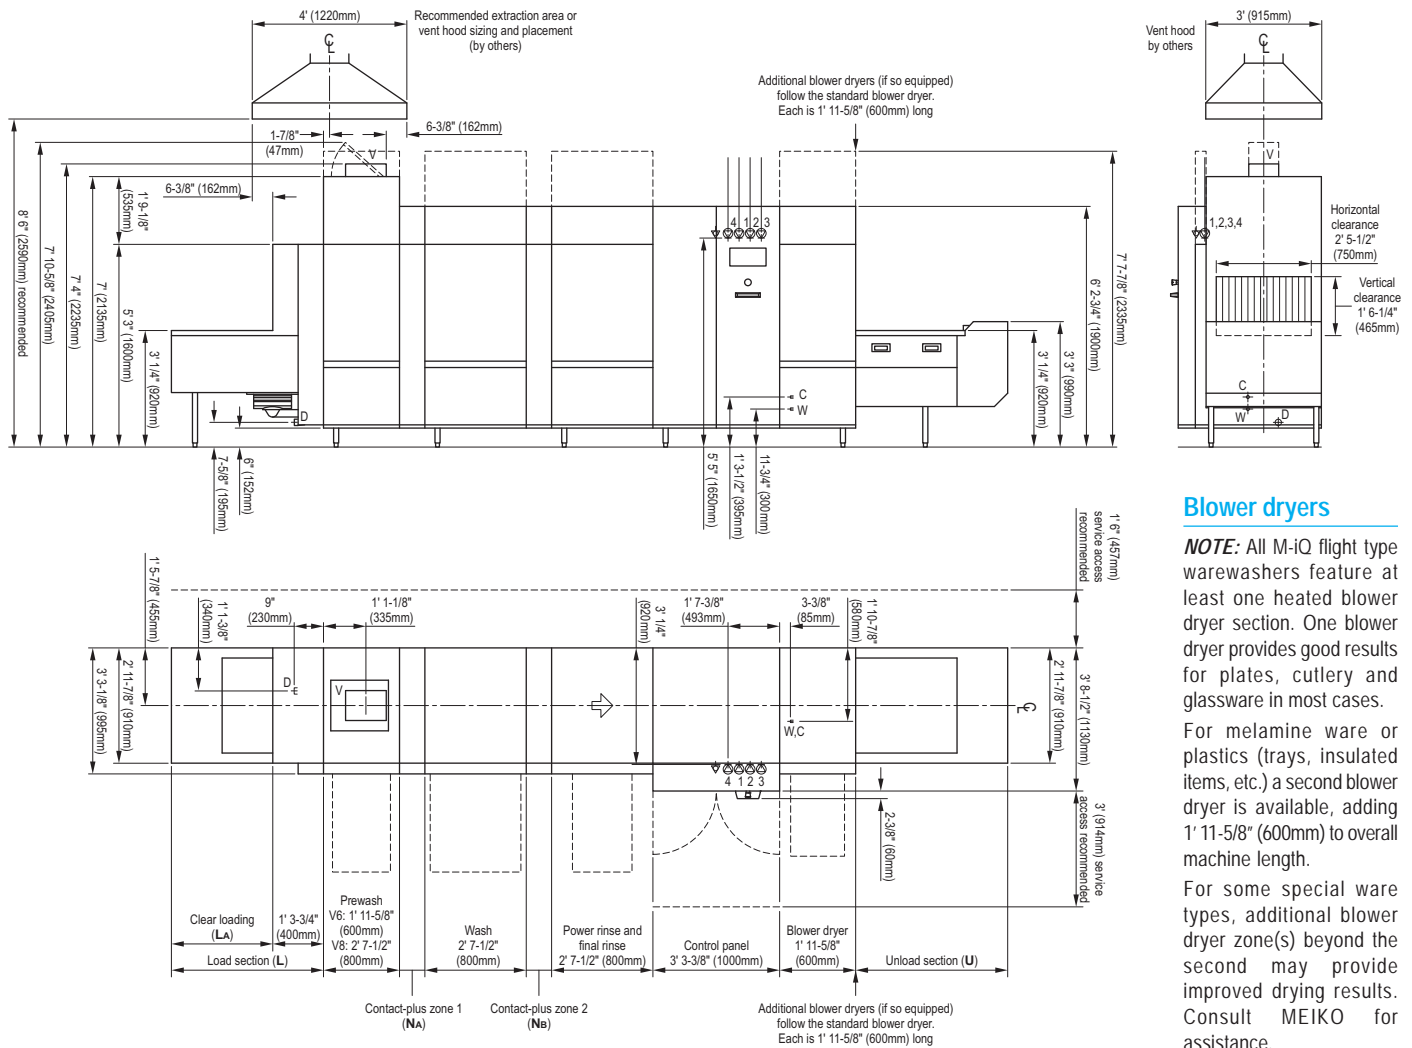 4' (1220mm)
Recommended extraction area or
vent hood sizing and placement
(by others)
3' (915mm)
Vent hood
by others
CL
CL
Additional blower dryers (if so equipped)
follow the standard blower dryer.
Each is 1' 11-5/8" (600mm) long
1-7/8"
(47mm)
6-3/8" (162mm)
V
V
6-3/8" (162mm)
1' 9-1/8"
(535mm)
8' 6" (2590mm) recommended
7' 10-5/8" (2405mm)
7' 4" (2235mm)
7' (2135mm)
5' 3" (1600mm)
3' 1/4" (920mm)
4 1 2 3
1,2,3,4
Horizontal
clearance
2' 5-1/2"
(750mm)
Vertical
clearance
1' 6-1/4"
(465mm)
7' 7-7/8" (2335mm)
6' 2-3/4" (1900mm)
3' 3" (990mm)
3' 1/4" (920mm)
C
W
D
C
W
D
7-5/8" (195mm)
6" (152mm)
5' 5" (1650mm)
1' 3-1/2" (395mm)
11-3/4" (300mm)
1' 6" (457mm)
service access
recommended
1' 5-7/8" (455mm)
1' 1-3/8"
(340mm)
9"
(230mm)
1' 1-1/8"
(335mm)
3' 1/4"
(920mm)
1' 7-3/8"
(493mm)
3-3/8"
(85mm)
1' 10-7/8"
(580mm)
3' 3-1/8" (995mm)
2' 11-7/8" (910mm)
D
V
W,C
CL
2' 11-7/8" (910mm)
3' 8-1/2" (1130mm)
4 1 2 3
2-3/8" (60mm)
3' (914mm) service
access recommended
Clear loading
(LA)
1' 3-3/4"
(400mm)
Prewash
V6: 1' 11-5/8"
(600mm)
V8: 2' 7-1/2"
(800mm)
Wash
2' 7-1/2"
(800mm)
Power rinse and
final rinse
2' 7-1/2" (800mm)
Control panel
3' 3-3/8" (1000mm)
Blower dryer
1' 11-5/8"
(600mm)
Load section (L)
Unload section (U)
Contact-plus zone 1
(NA)
Contact-plus zone 2
(NB)
Additional blower dryers (if so equipped)
follow the standard blower dryer.
Each is 1' 11-5/8" (600mm) long
Blower dryers
NOTE: All M-iQ flight type
warewashers feature at
least one heated blower
dryer section. One blower
dryer provides good results
for plates, cutlery and
glassware in most cases.
For melamine ware or
plastics (trays, insulated
items, etc.) a second blower
dryer is available, adding
1' 11-5/8" (600mm) to overall
machine length.
For some special ware
types, additional blower
dryer zone(s) beyond the
second may provide
improved drying results.
Consult MEIKO for
assistance.